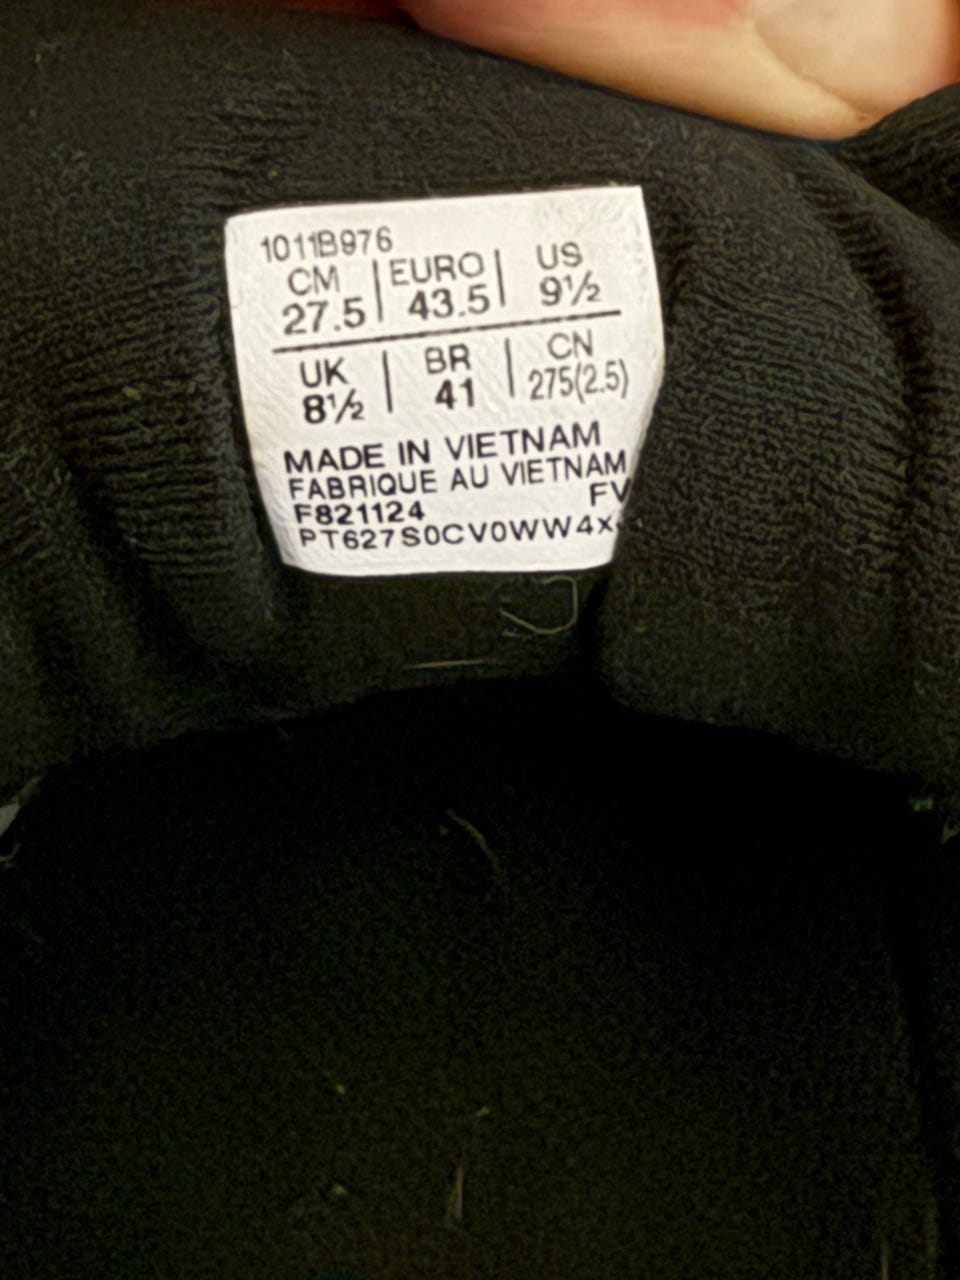 1011B976
CM | EURO | US
27.5 | 43.5 | 9½
UK | BR | CN
8½ | 41 | 275(2.5)
MADE IN VIETNAM
FABRIQUE AU VIETNAM
FV
F821124
PT627S0CV0WW4x